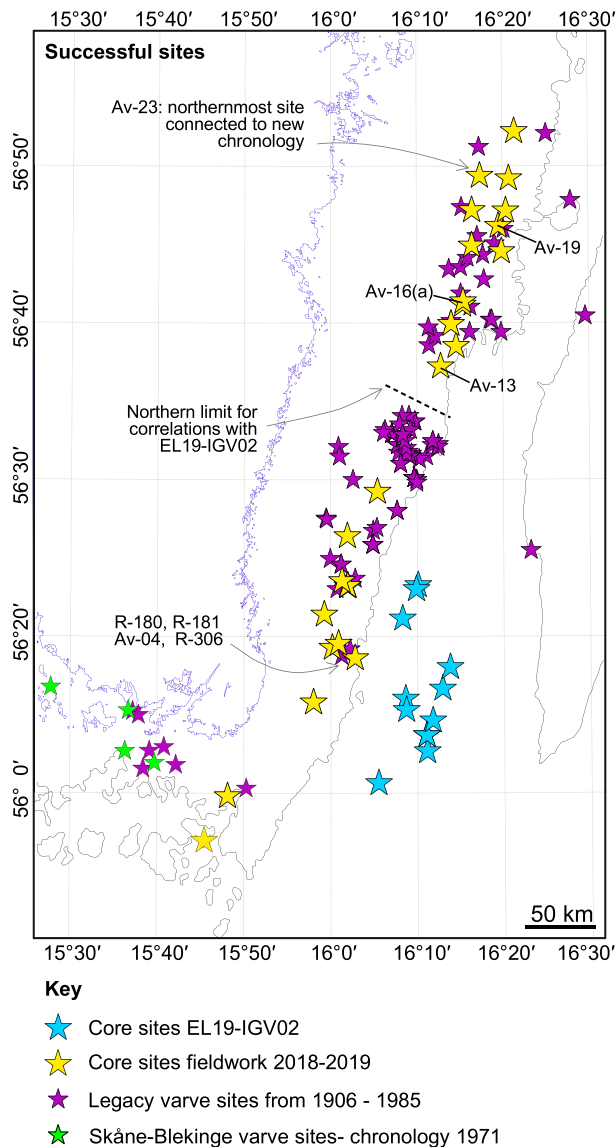 15°30' 15°40' 15°50' 16°0' 16°10' 16°20' 16°30'
Successful sites
Av-23: northernmost site
connected to new
chronology
56°50'
Av-19
Av-16(a)
56°40'
Av-13
Northern limit for
correlations with
EL19-IGV02
56°30'
R-180, R-181
Av-04, R-306
56°20'
56° 0'
50 km
15°30' 15°40' 15°50' 16°0' 16°10' 16°20' 16°30'
Key
Core sites EL19-IGV02
Core sites fieldwork 2018-2019
Legacy varve sites from 1906 - 1985
Skåne-Blekinge varve sites- chronology 1971